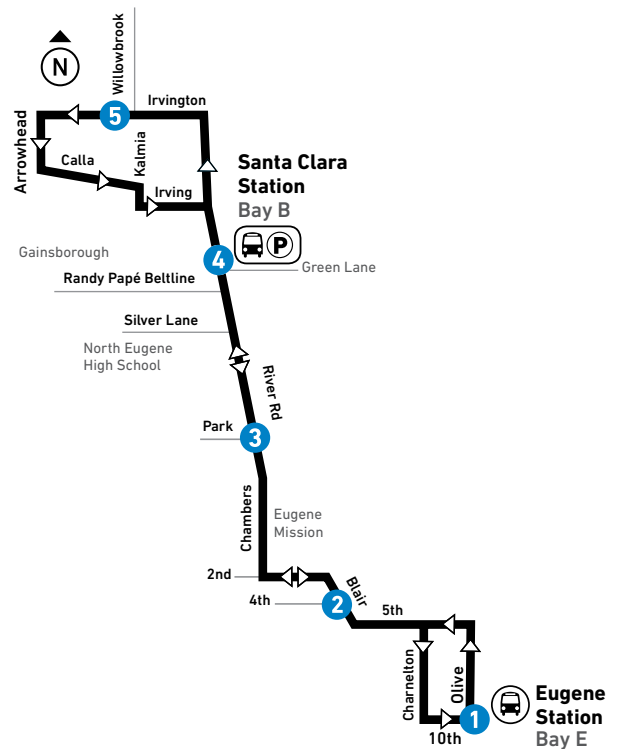 Willowbrook
N
5
Irvington
Arrowhead
Kalmia
Calla
Irving
Santa Clara
Station
Bay B
P
Gainsborough
4
Green Lane
Randy Papé Beltline
Silver Lane
North Eugene
High School
River Rd
Park
3
Chambers
Eugene
Mission
2nd
Blair
4th
2
5th
Charnelton
Olive
Eugene
Station
Bay E
1
10th